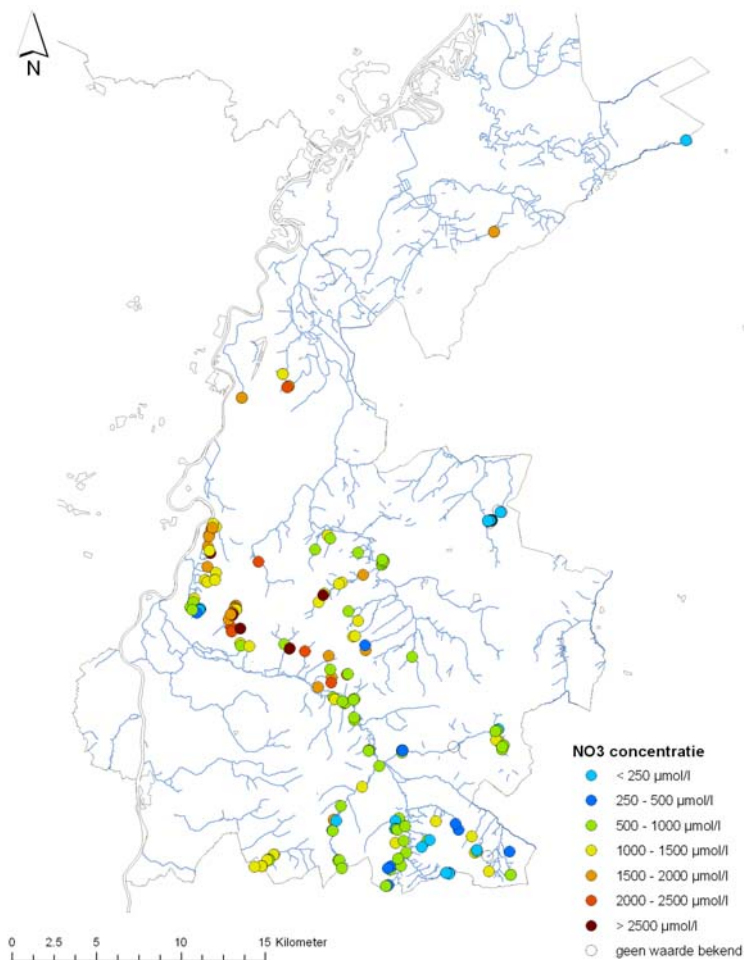 N
NO3 concentratie
< 250 µmol/l
250 - 500 µmol/l
500 - 1000 µmol/l
1000 - 1500 µmol/l
1500 - 2000 µmol/l
2000 - 2500 µmol/l
> 2500 µmol/l
geen waarde bekend
0 2.5 5 10 15 Kilometer